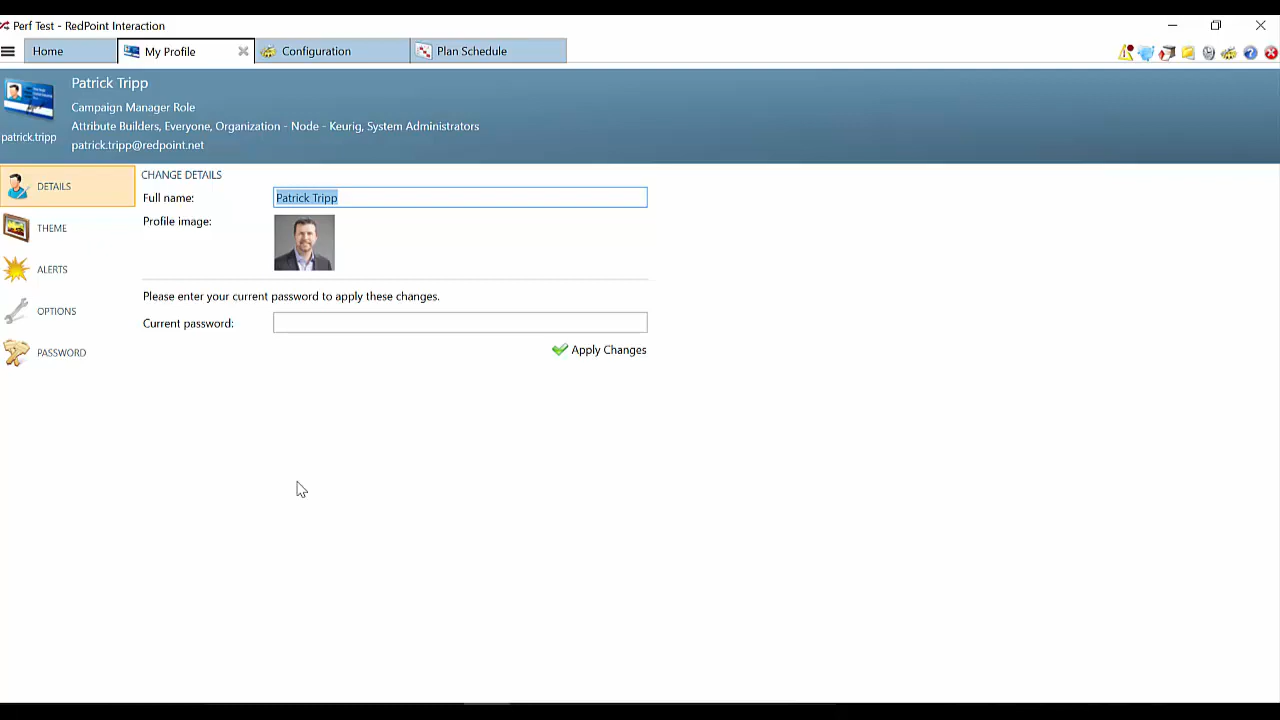 Perf Test - RedPoint Interaction
Home
My Profile
Configuration
Plan Schedule
Patrick Tripp
Campaign Manager Role
Attribute Builders, Everyone, Organization - Node - Keurig, System Administrators
patrick.tripp@redpoint.net
patrick.tripp
DETAILS
THEME
ALERTS
OPTIONS
PASSWORD
CHANGE DETAILS
Full name: Patrick Tripp
Profile image:
Please enter your current password to apply these changes.
Current password:
Apply Changes